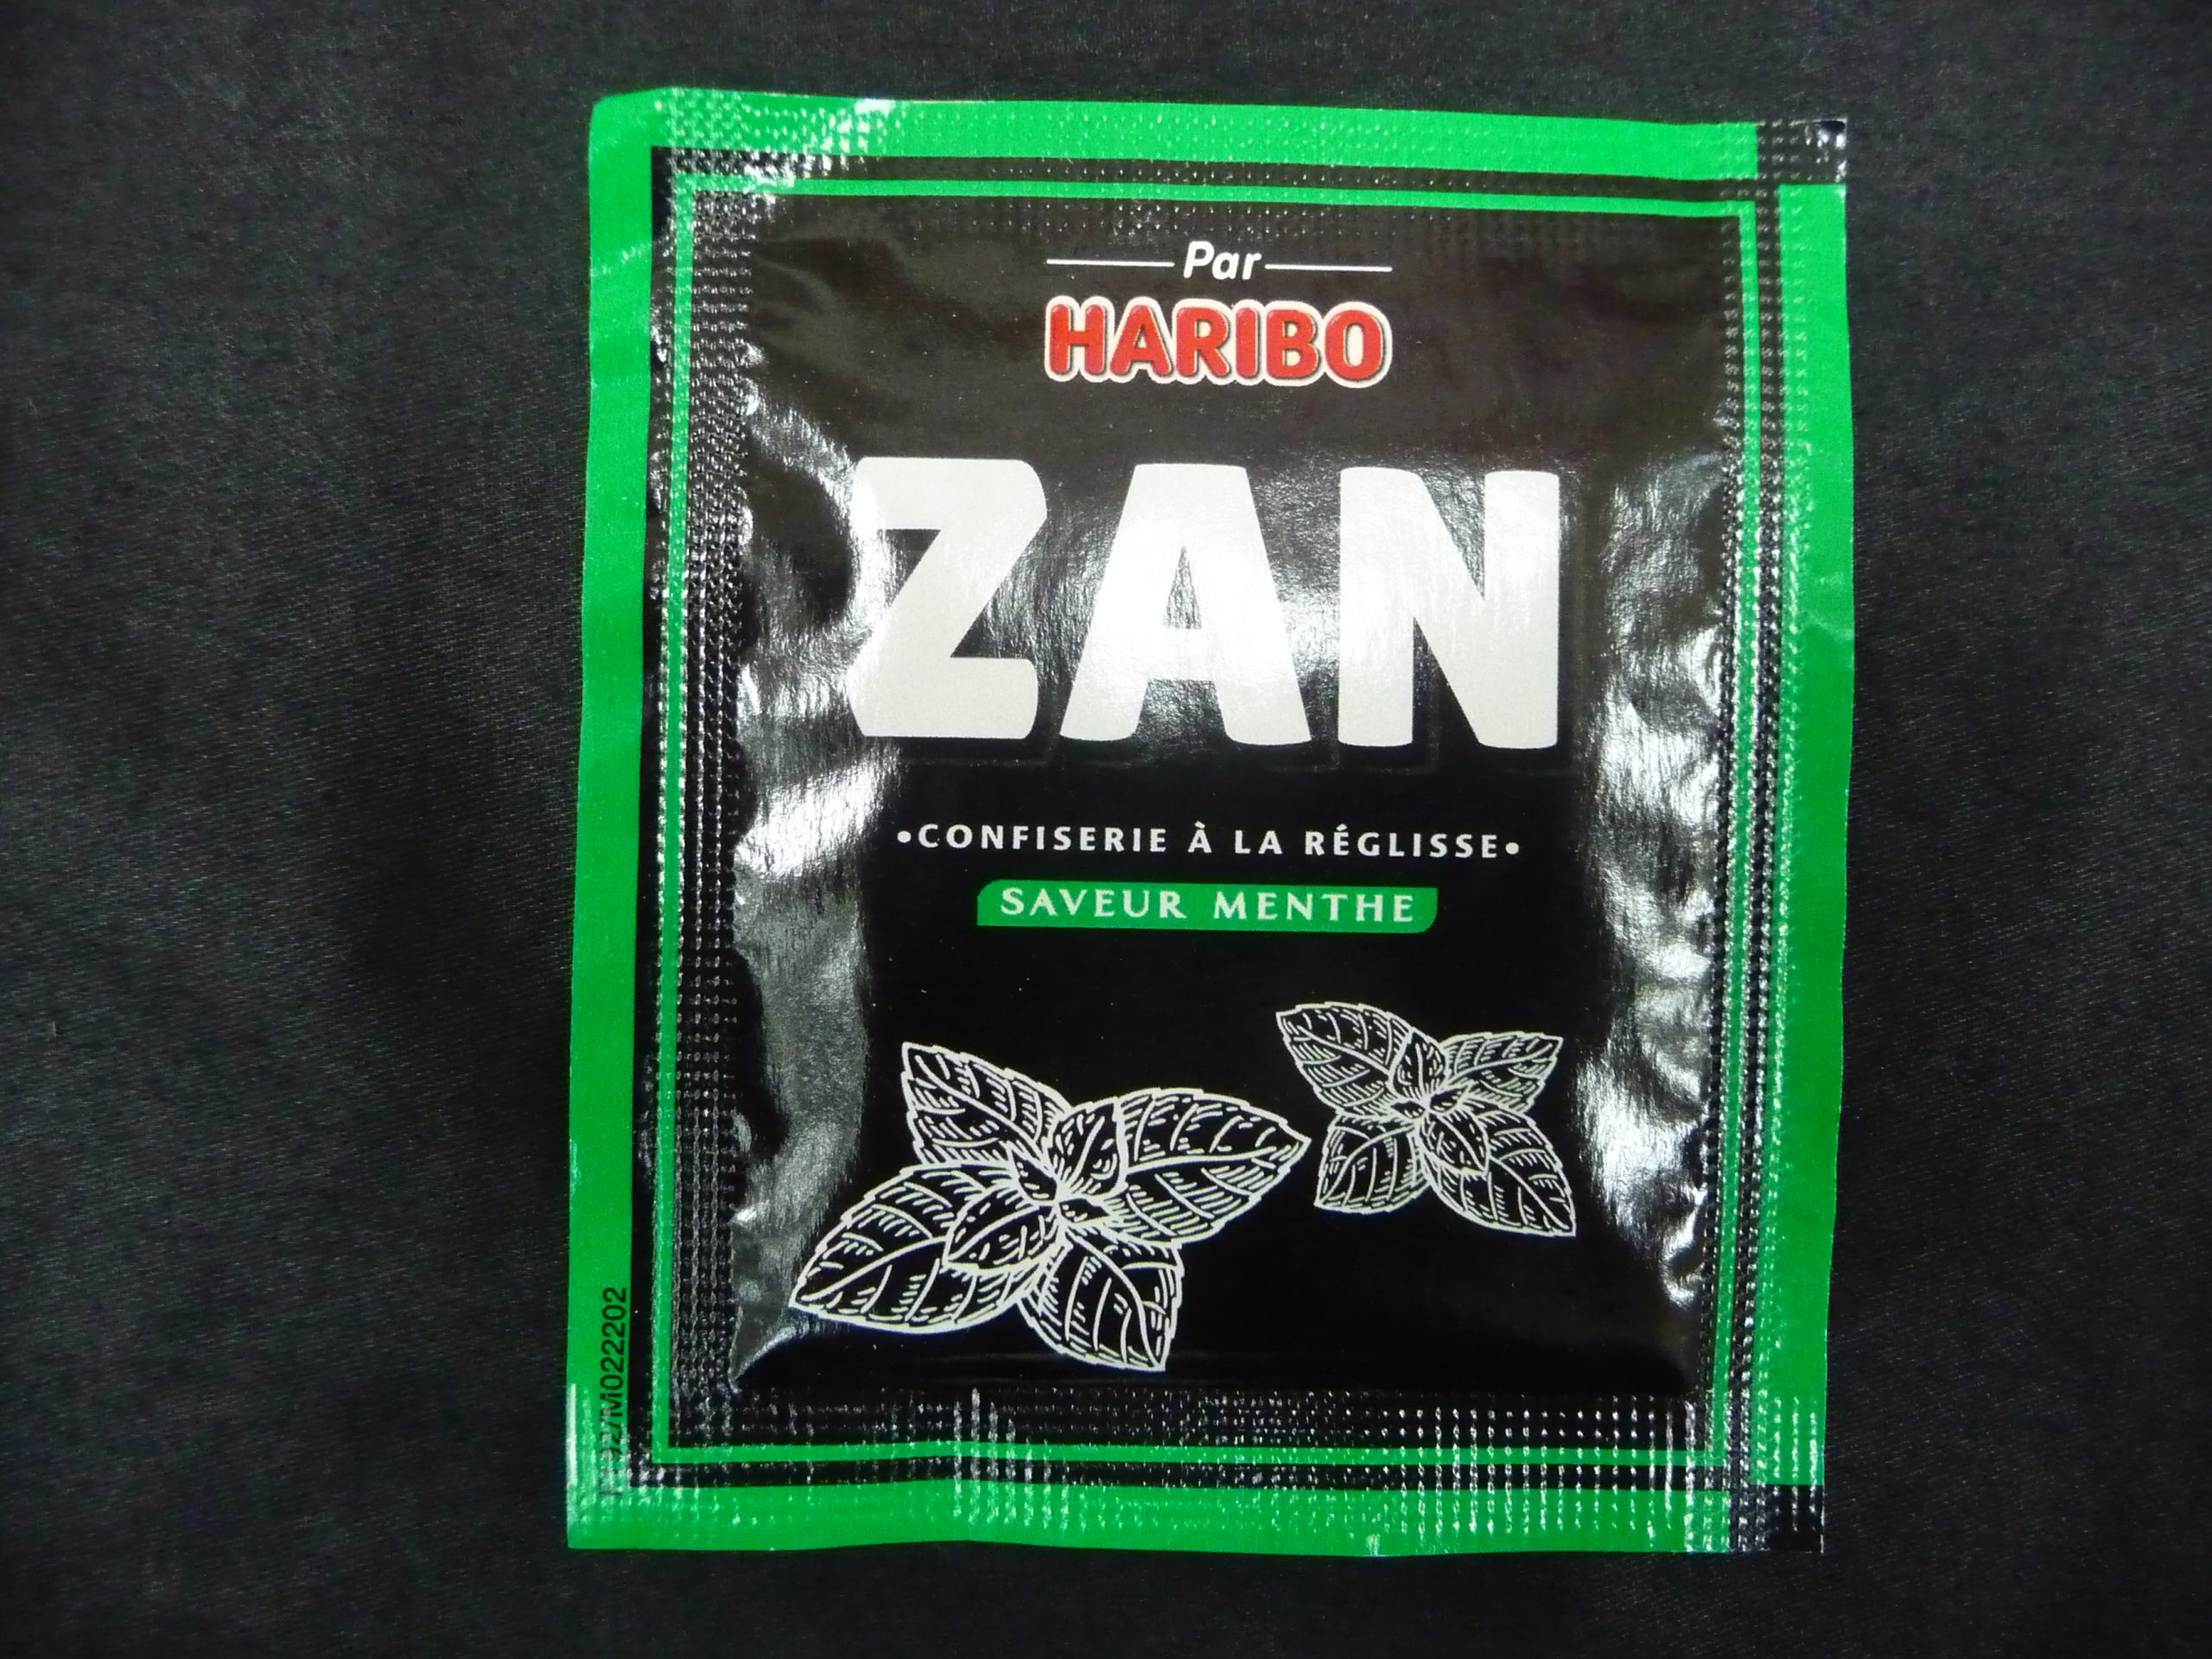 Par
HARIBO
ZAN
•CONFISERIE À LA RÉGLISSE•
SAVEUR MENTHE